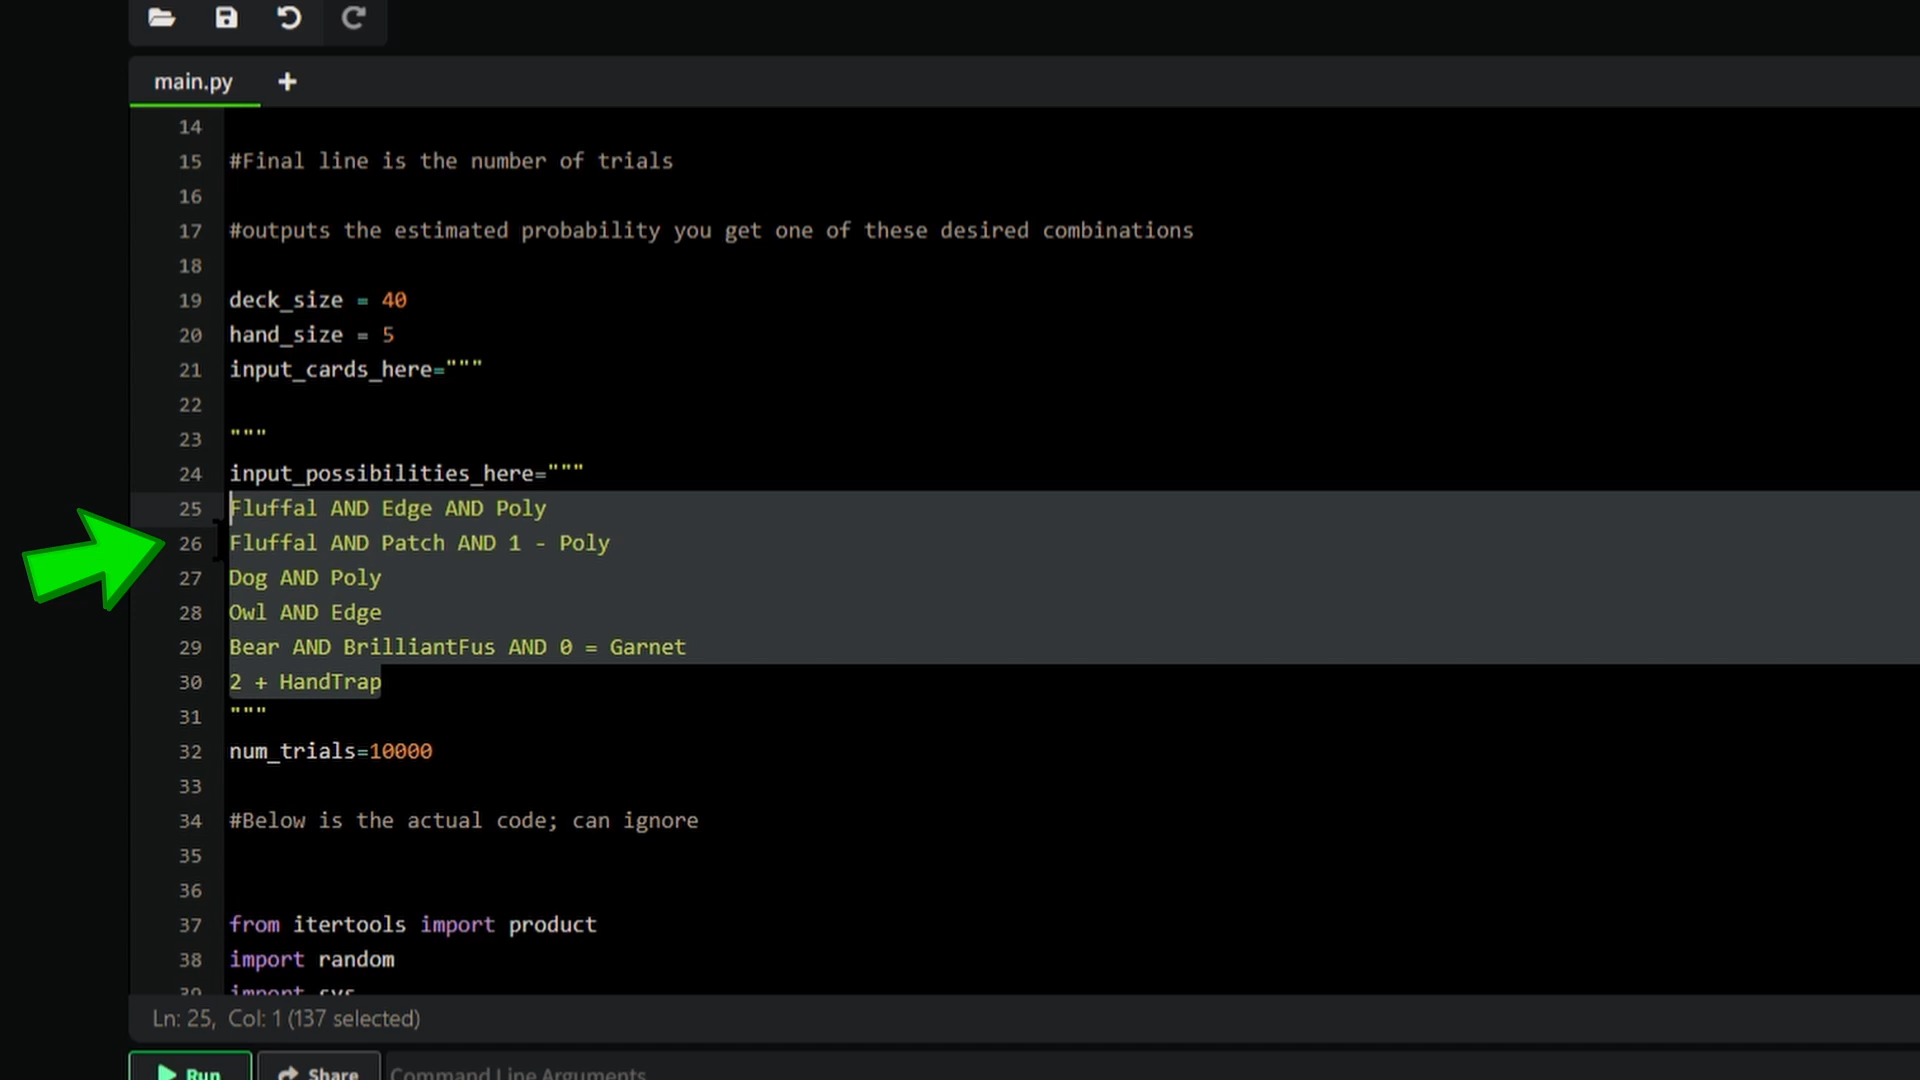 main.py +
14
15 #Final line is the number of trials
16
17 #outputs the estimated probability you get one of these desired combinations
18
19 deck_size = 40
20 hand_size = 5
21 input_cards_here="""
22
23 """
24 input_possibilities_here="""
25 Fluffal AND Edge AND Poly
26 Fluffal AND Patch AND 1 - Poly
27 Dog AND Poly
28 Owl AND Edge
29 Bear AND BrilliantFus AND 0 = Garnet
30 2 + HandTrap
31 """
32 num_trials=10000
33
34 #Below is the actual code; can ignore
35
36
37 from itertools import product
38 import random
39 import sys
Ln: 25, Col: 1 (137 selected)
Run Share Command Line Arguments